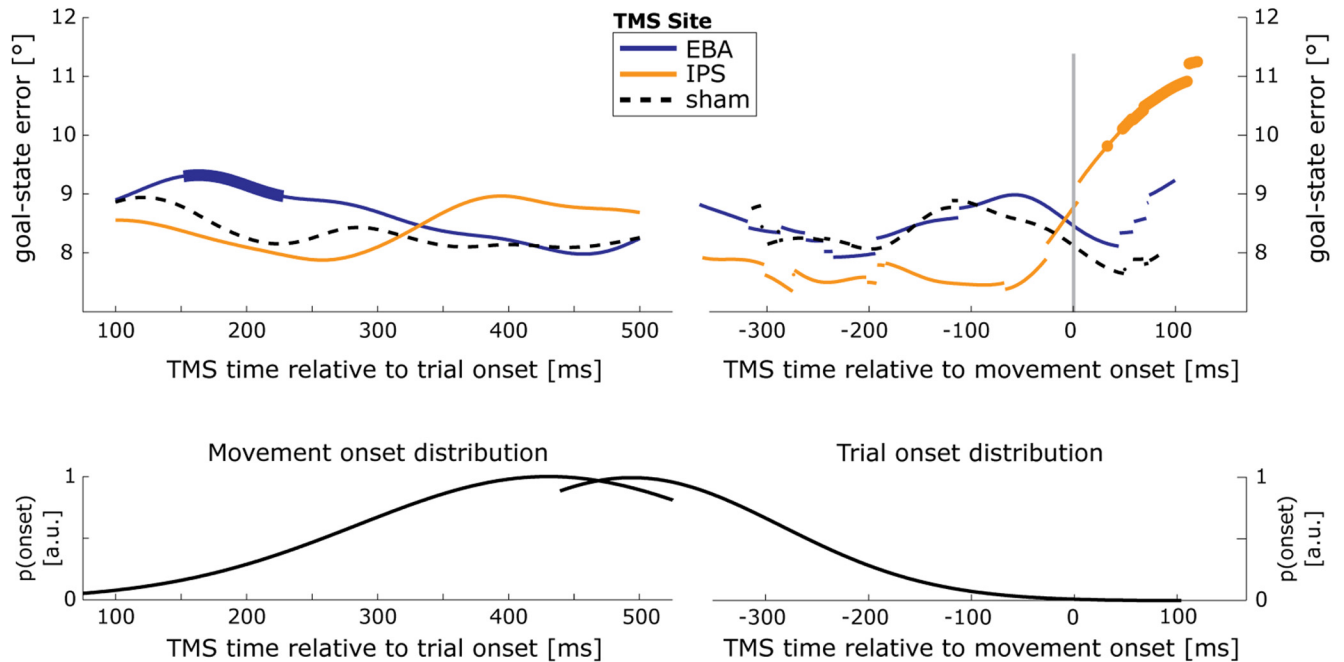 TMS Site
EBA
IPS
sham
goal-state error [°]
12
11
10
9
8
100 200 300 400 500
TMS time relative to trial onset [ms]
12
11
10
9
8
goal-state error [°]
-300 -200 -100 0 100
TMS time relative to movement onset [ms]
Movement onset distribution
p(onset)
[a.u.]
1
0
100 200 300 400 500
TMS time relative to trial onset [ms]
Trial onset distribution
1
0
p(onset)
[a.u.]
-300 -200 -100 0 100
TMS time relative to movement onset [ms]